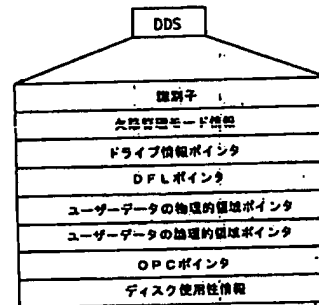 DDS
識別子
欠陥管理モード情報
ドライブ情報ポインタ
DFLポインタ
ユーザーデータの物理的領域ポインタ
ユーザーデータの論理的領域ポインタ
OPCポインタ
ディスク使用性情報